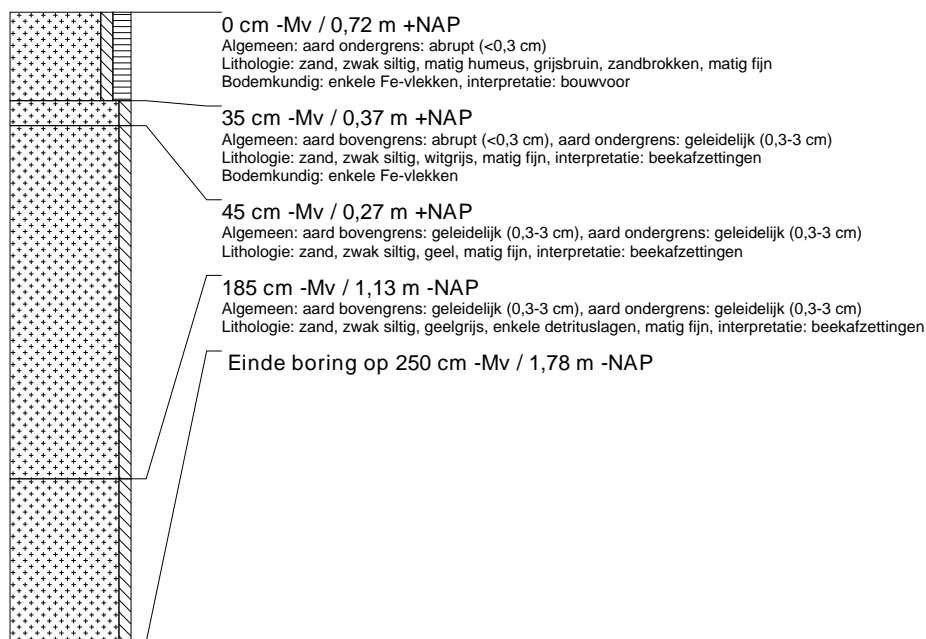 0 cm -Mv / 0,72 m +NAP
Algemeen: aard ondergrens: abrupt (<0,3 cm)
Lithologie: zand, zwak siltig, matig humeus, grijsbruin, zandbrokken, matig fijn
Bodemkundig: enkele Fe-vlekken, interpretatie: bouwvoor
35 cm -Mv / 0,37 m +NAP
Algemeen: aard bovengrens: abrupt (<0,3 cm), aard ondergrens: geleidelijk (0,3-3 cm)
Lithologie: zand, zwak siltig, witgrijs, matig fijn, interpretatie: beekafzettingen
Bodemkundig: enkele Fe-vlekken
45 cm -Mv / 0,27 m +NAP
Algemeen: aard bovengrens: geleidelijk (0,3-3 cm), aard ondergrens: geleidelijk (0,3-3 cm)
Lithologie: zand, zwak siltig, geel, matig fijn, interpretatie: beekafzettingen
185 cm -Mv / 1,13 m -NAP
Algemeen: aard bovengrens: geleidelijk (0,3-3 cm), aard ondergrens: geleidelijk (0,3-3 cm)
Lithologie: zand, zwak siltig, geelgrijs, enkele detrituslagen, matig fijn, interpretatie: beekafzettingen
Einde boring op 250 cm -Mv / 1,78 m -NAP